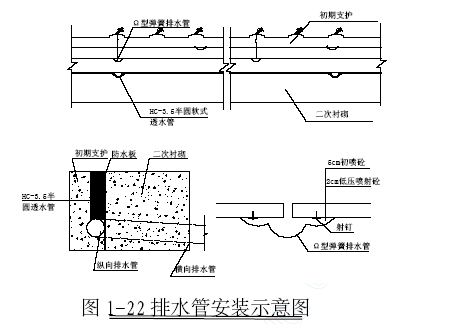 初期支护
Ω型弹簧排水管
HC-3.5半圆软式
透水管
二次衬砌
初期支护
防水板
二次衬砌
5cm初喷砼
2cm低压喷射砼
HC-3.5半
圆透水管
射钉
Ω型弹簧排水管
纵向排水管
横向排水管
图 1-22 排水管安装示意图